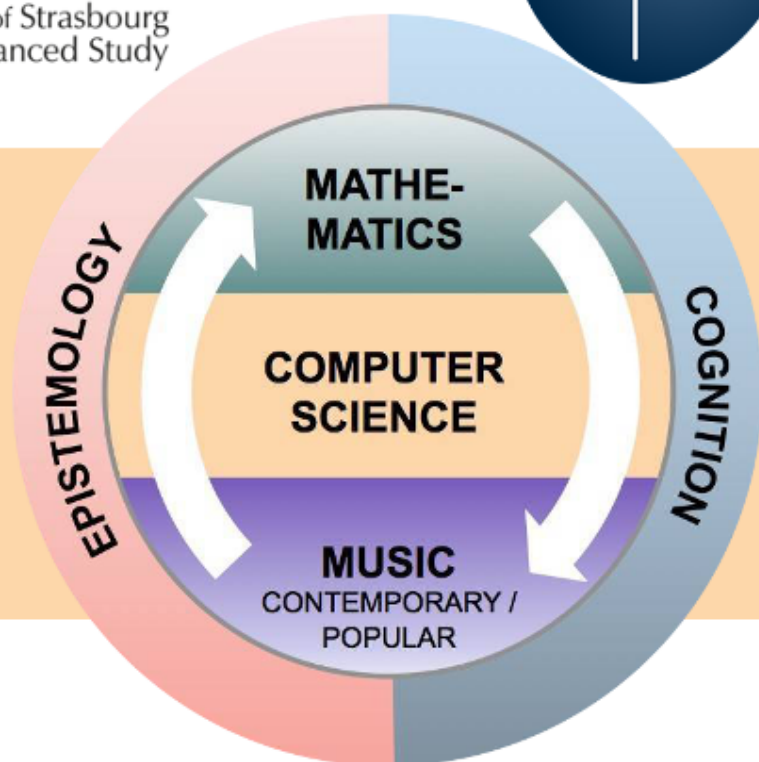 of Strasbourg
anced Study
MATHE-
MATICS
EPISTEMOLOGY
COGNITION
COMPUTER
SCIENCE
MUSIC
CONTEMPORARY /
POPULAR